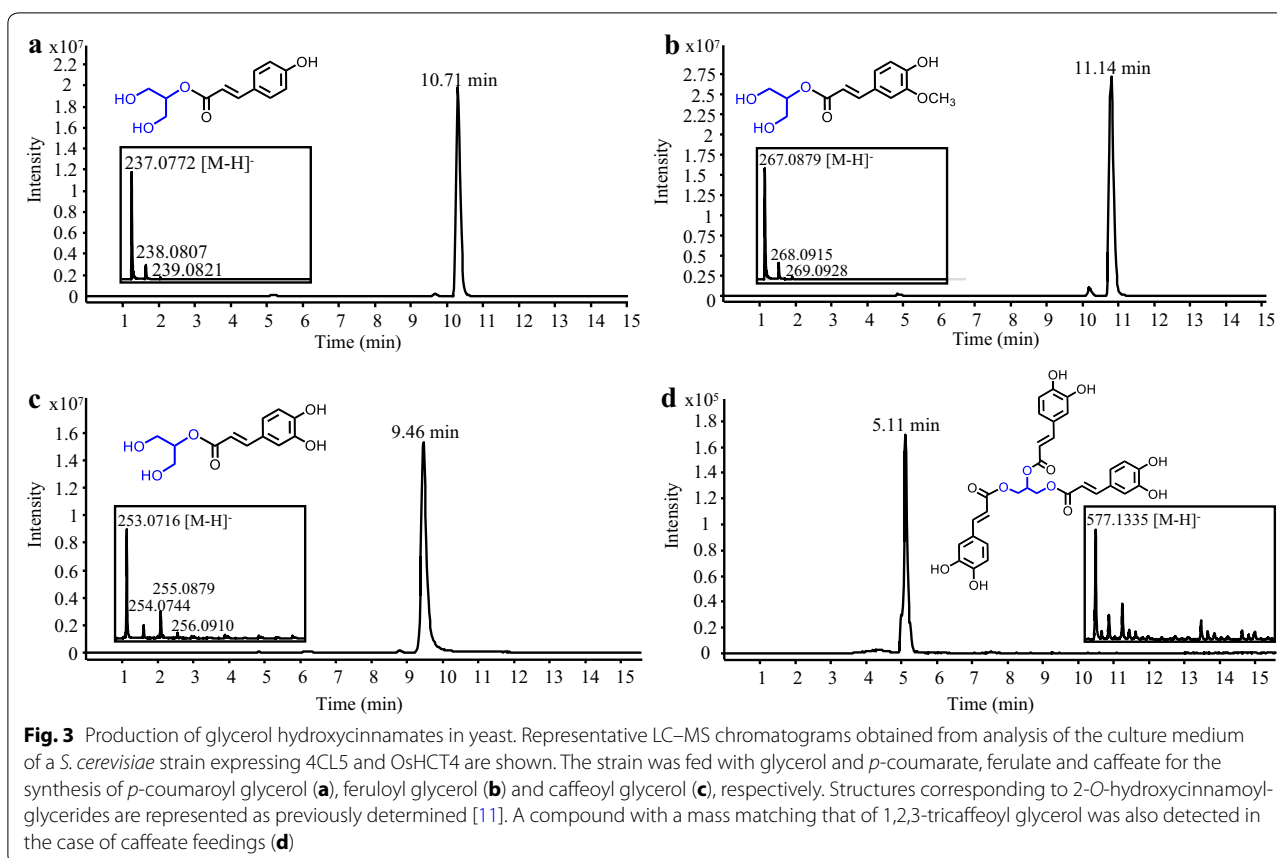 a
x10⁷
2.2
2
1.8
1.6
1.4
1.2
1
0.8
0.6
0.4
0.2
0
Intensity
HO
HO
O
O
OH
10.71 min
237.0772 [M-H]⁻
238.0807
239.0821
1 2 3 4 5 6 7 8 9 10 11 12 13 14 15
Time (min)
b
x10⁷
2.75
2.5
2.25
2
1.75
1.5
1.25
1
0.75
0.5
0.25
0
Intensity
HO
HO
O
O
OH
OCH₃
11.14 min
267.0879 [M-H]⁻
268.0915
269.0928
1 2 3 4 5 6 7 8 9 10 11 12 13 14 15
Time (min)
c
x10⁷
1.6
1.4
1.2
1
0.8
0.6
0.4
0.2
0
Intensity
HO
HO
O
O
OH
OH
9.46 min
253.0716 [M-H]⁻
255.0879
254.0744
256.0910
1 2 3 4 5 6 7 8 9 10 11 12 13 14 15
Time (min)
d
x10⁵
1.8
1.6
1.4
1.2
1
0.8
0.6
0.4
0.2
0
Intensity
5.11 min
OH
OH
O
O
O
O
O
O
OH
OH
HO
OH
577.1335 [M-H]⁻
1 2 3 4 5 6 7 8 9 10 11 12 13 14 15
Time (min)
Fig. 3 Production of glycerol hydroxycinnamates in yeast. Representative LC–MS chromatograms obtained from analysis of the culture medium
of a S. cerevisiae strain expressing 4CL5 and OsHCT4 are shown. The strain was fed with glycerol and p-coumarate, ferulate and caffeate for the
synthesis of p-coumaroyl glycerol (a), feruloyl glycerol (b) and caffeoyl glycerol (c), respectively. Structures corresponding to 2-O-hydroxycinnamoyl-
glycerides are represented as previously determined [11]. A compound with a mass matching that of 1,2,3-tricaffeoyl glycerol was also detected in
the case of caffeate feedings (d)